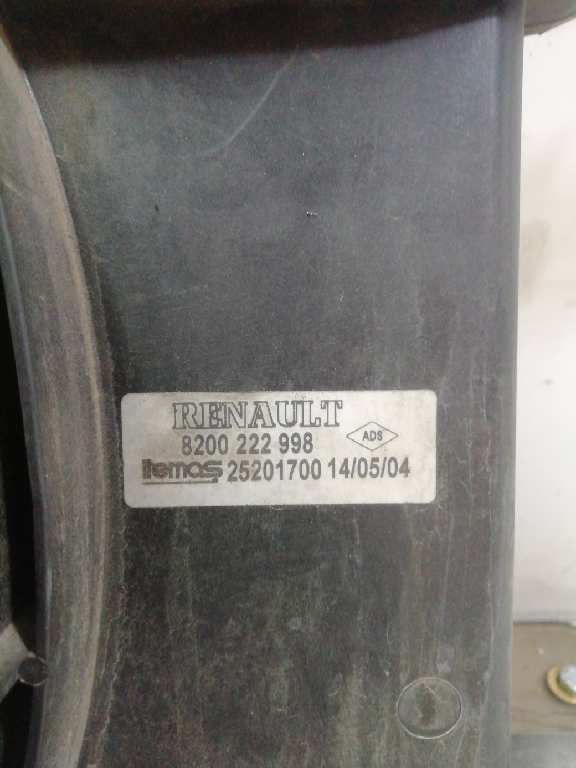 RENAULT
8200 222 998 ADS
itemas 25201700 14/05/04